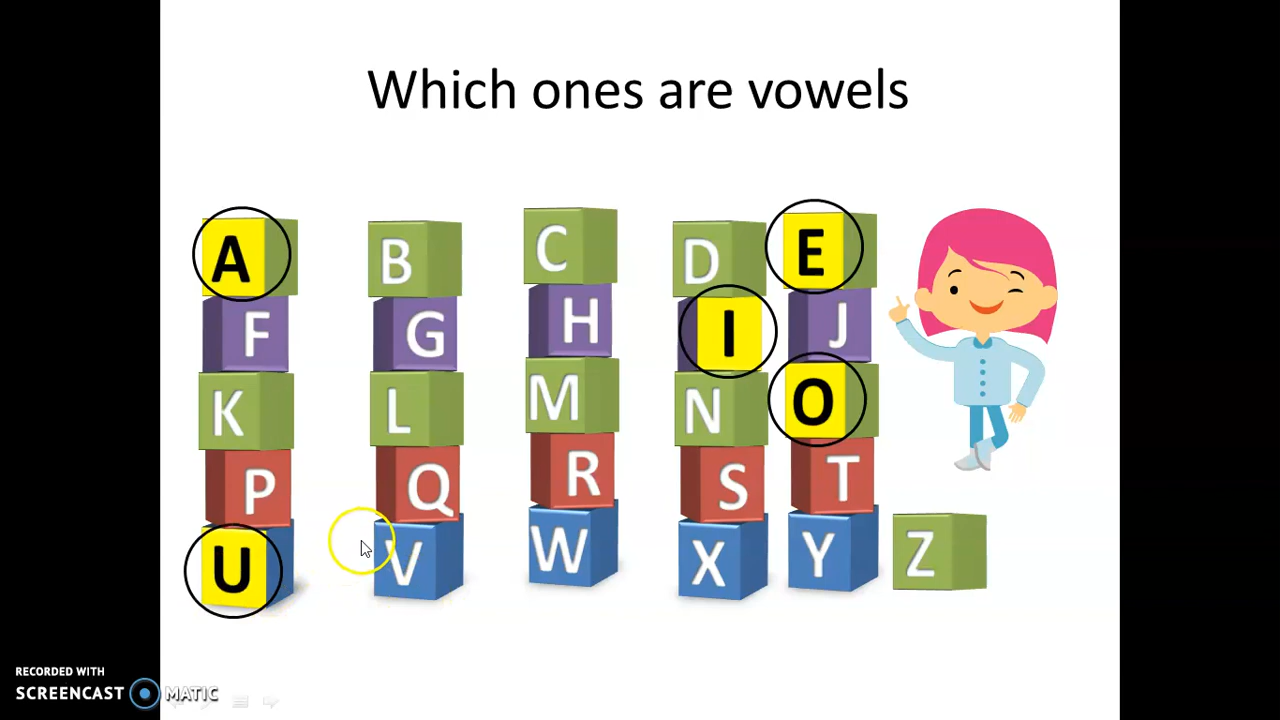 Which ones are vowels
A B C D E
F G H I J
K L M N O
P Q R S T
U V W X Y Z
RECORDED WITH
SCREENCAST MATIC